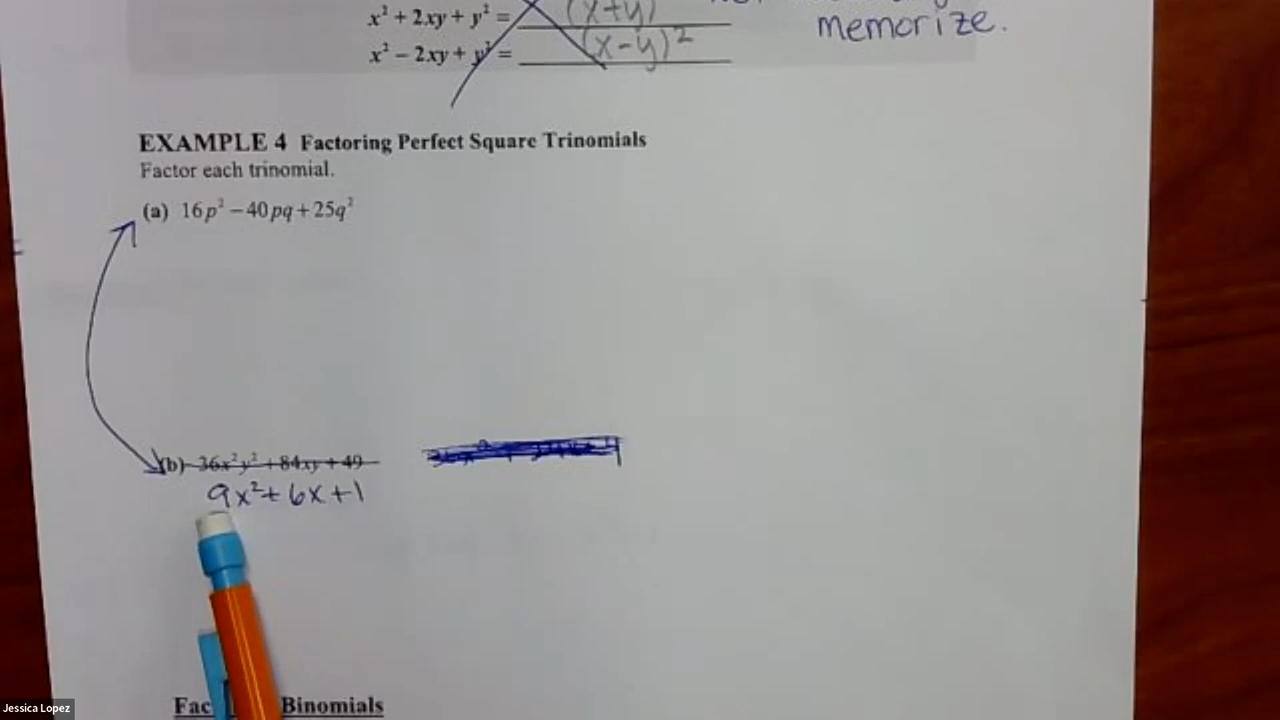 x² + 2xy + y² = (x+y)
x² − 2xy + y² = (x−y)²
memorize.
EXAMPLE 4 Factoring Perfect Square Trinomials
Factor each trinomial.
(a) 16p² − 40pq + 25q²
(b) 36x²y² + 84xy + 49
9x² + 6x + 1
Binomials
Jessica Lopez